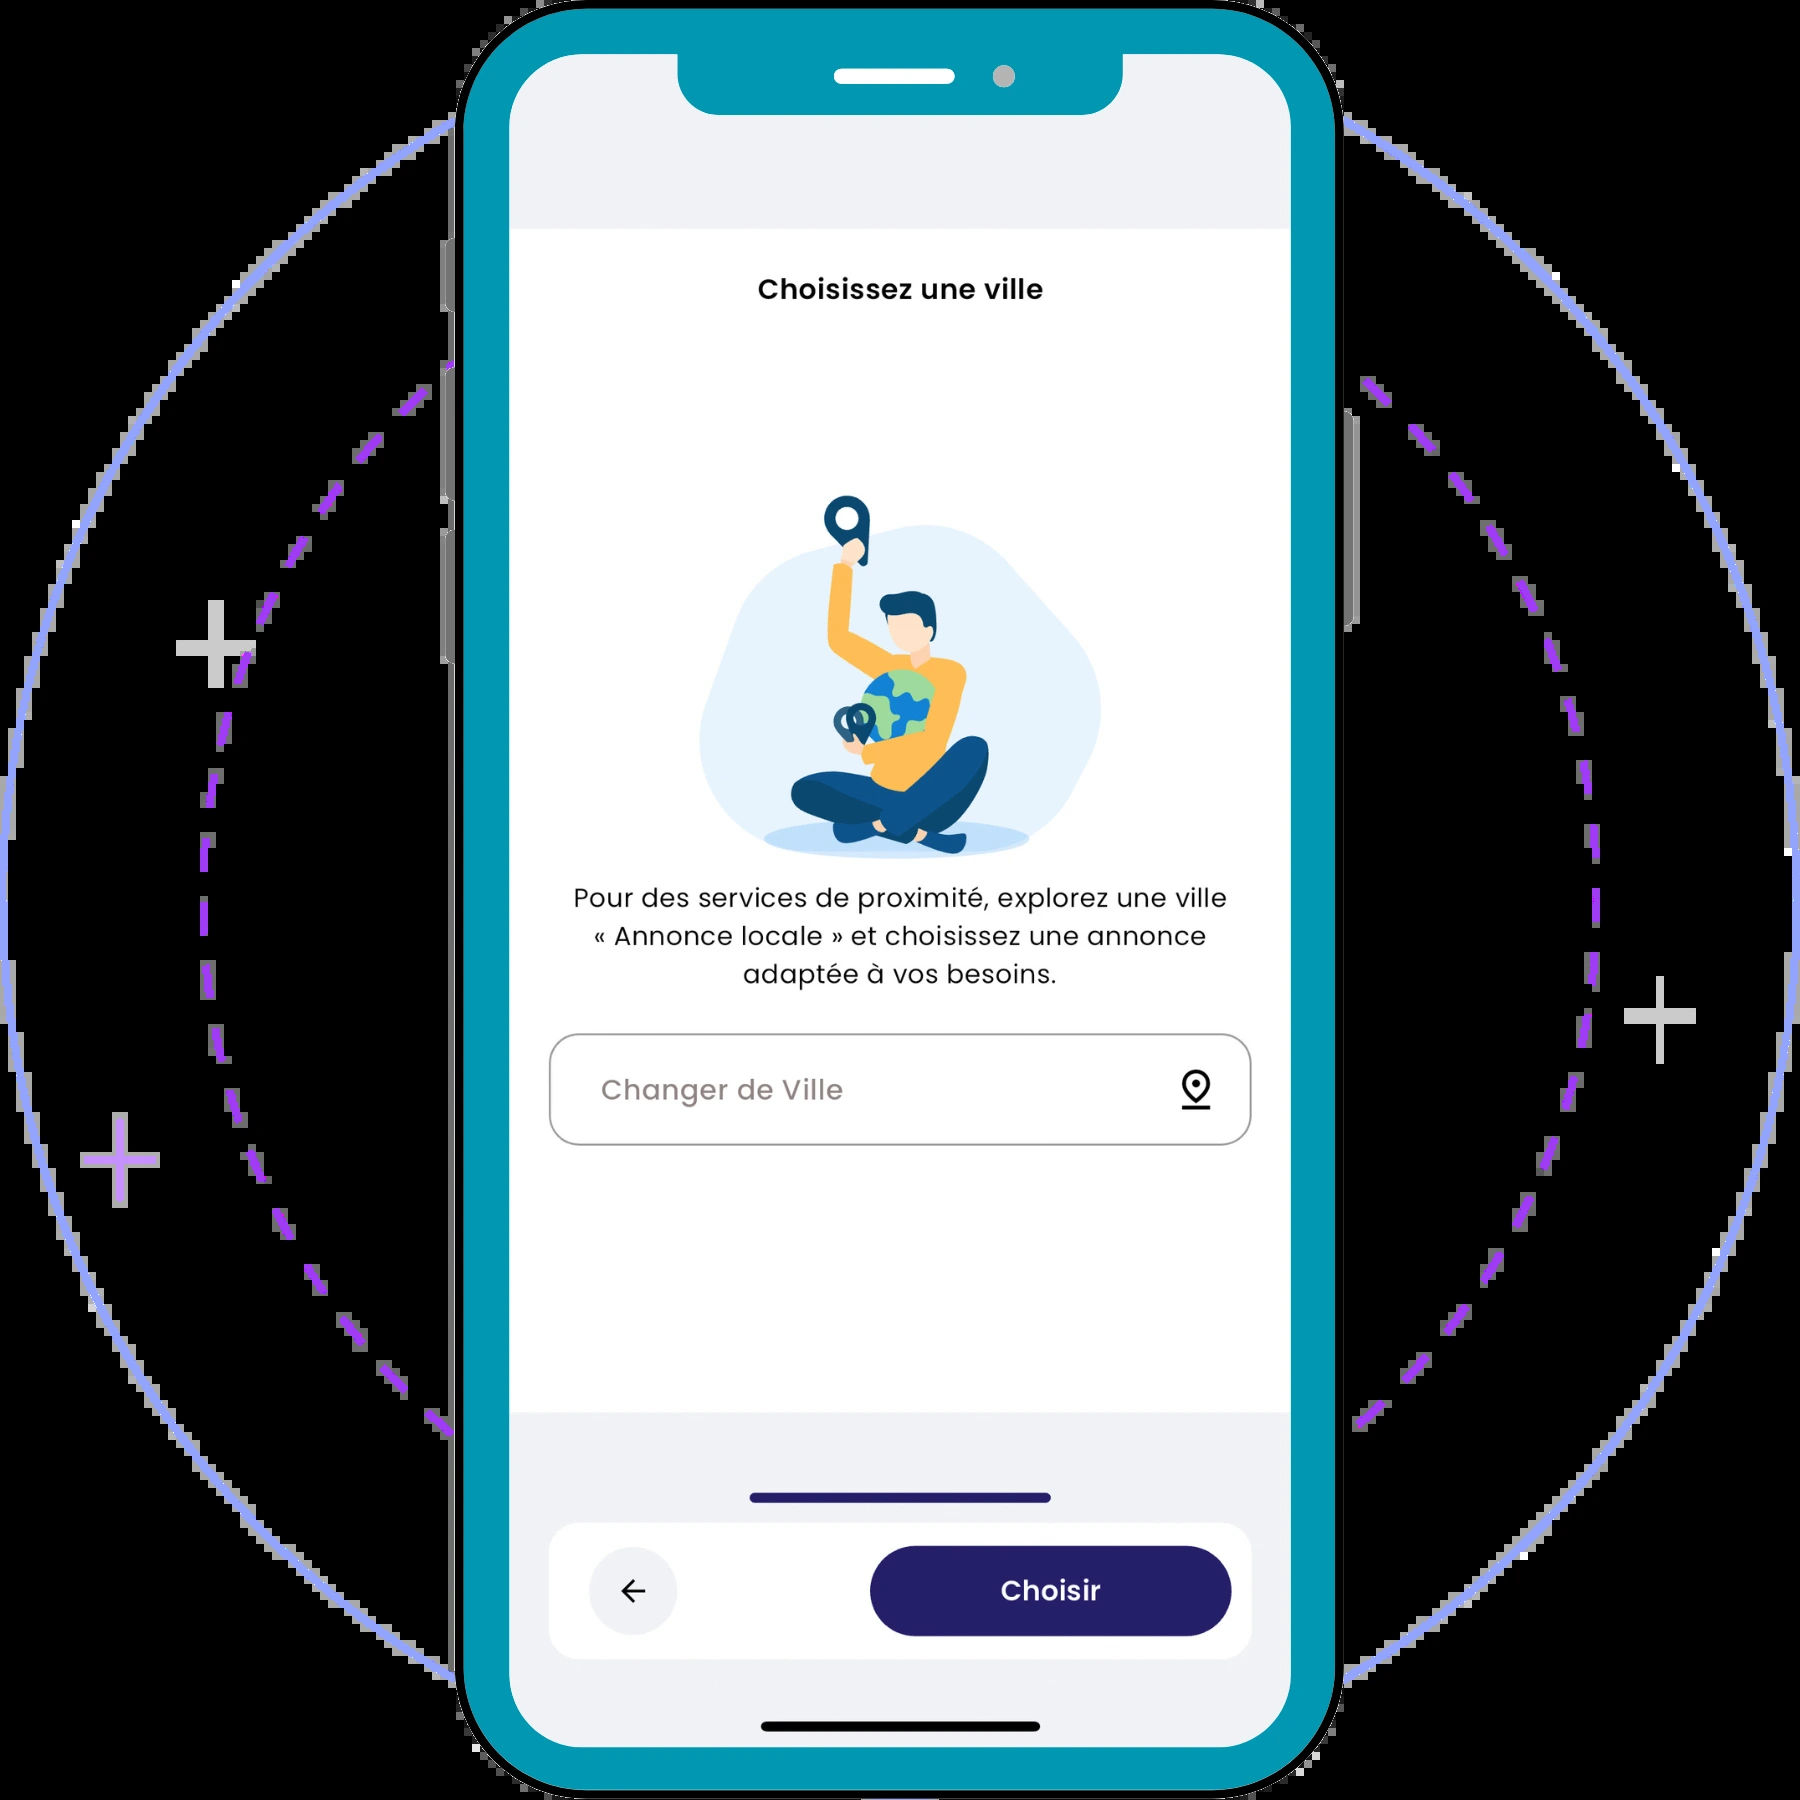 Choisissez une ville
Pour des services de proximité, explorez une ville
« Annonce locale » et choisissez une annonce
adaptée à vos besoins.
Changer de Ville
Choisir